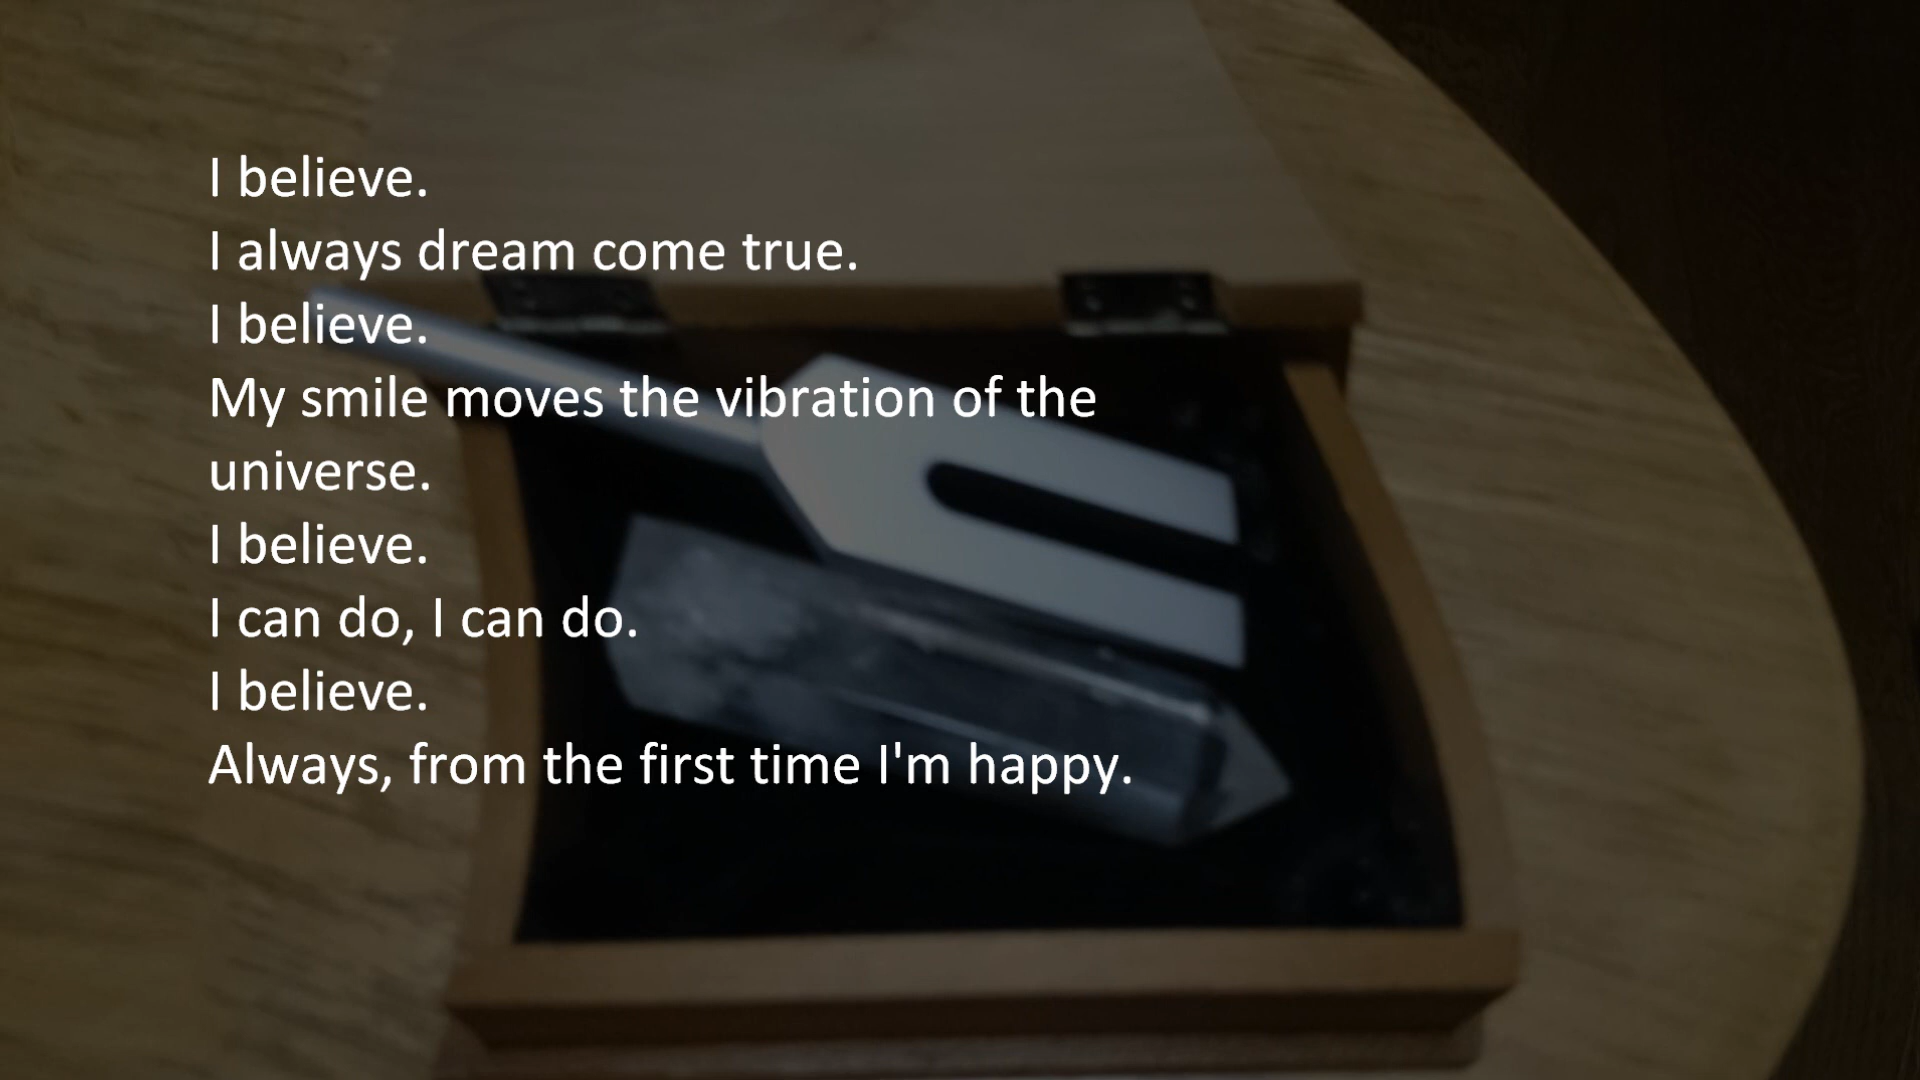 I believe.
I always dream come true.
I believe.
My smile moves the vibration of the
universe.
I believe.
I can do, I can do.
I believe.
Always, from the first time I'm happy.